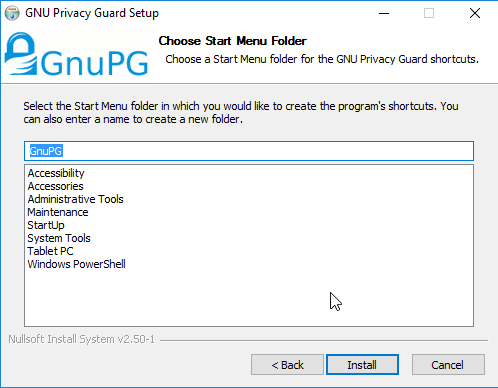 GNU Privacy Guard Setup
GnuPG
Choose Start Menu Folder
Choose a Start Menu folder for the GNU Privacy Guard shortcuts.
Select the Start Menu folder in which you would like to create the program's shortcuts. You
can also enter a name to create a new folder.
GnuPG
Accessibility
Accessories
Administrative Tools
Maintenance
StartUp
System Tools
Tablet PC
Windows PowerShell
Nullsoft Install System v2.50-1
< Back
Install
Cancel